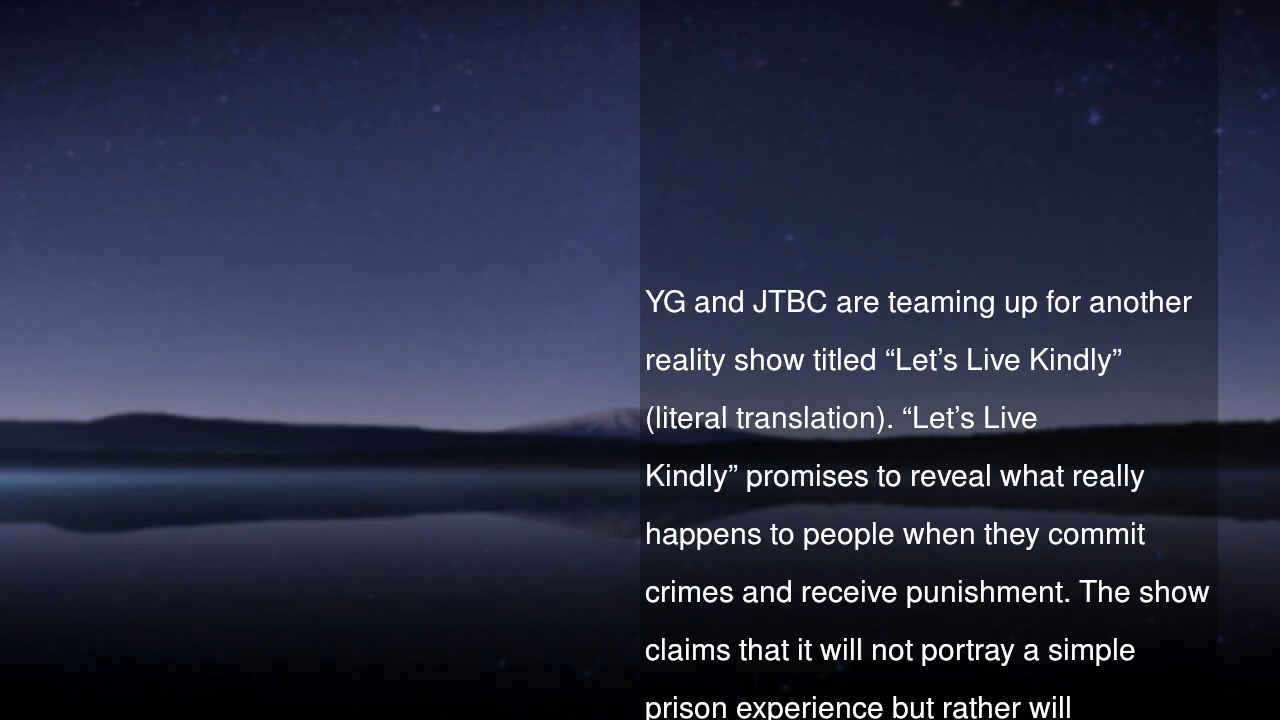 YG and JTBC are teaming up for another
reality show titled “Let’s Live Kindly”
(literal translation). “Let’s Live
Kindly” promises to reveal what really
happens to people when they commit
crimes and receive punishment. The show
claims that it will not portray a simple
prison experience but rather will